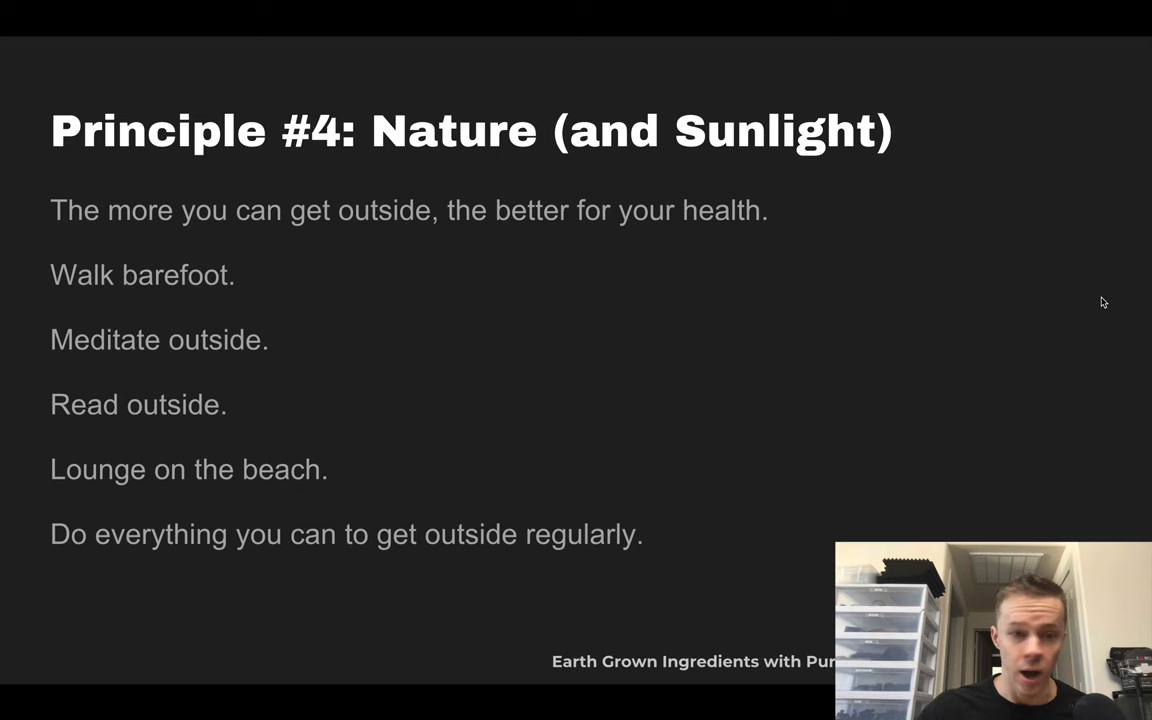 Principle #4: Nature (and Sunlight)
The more you can get outside, the better for your health.
Walk barefoot.
Meditate outside.
Read outside.
Lounge on the beach.
Do everything you can to get outside regularly.
Earth Grown Ingredients with